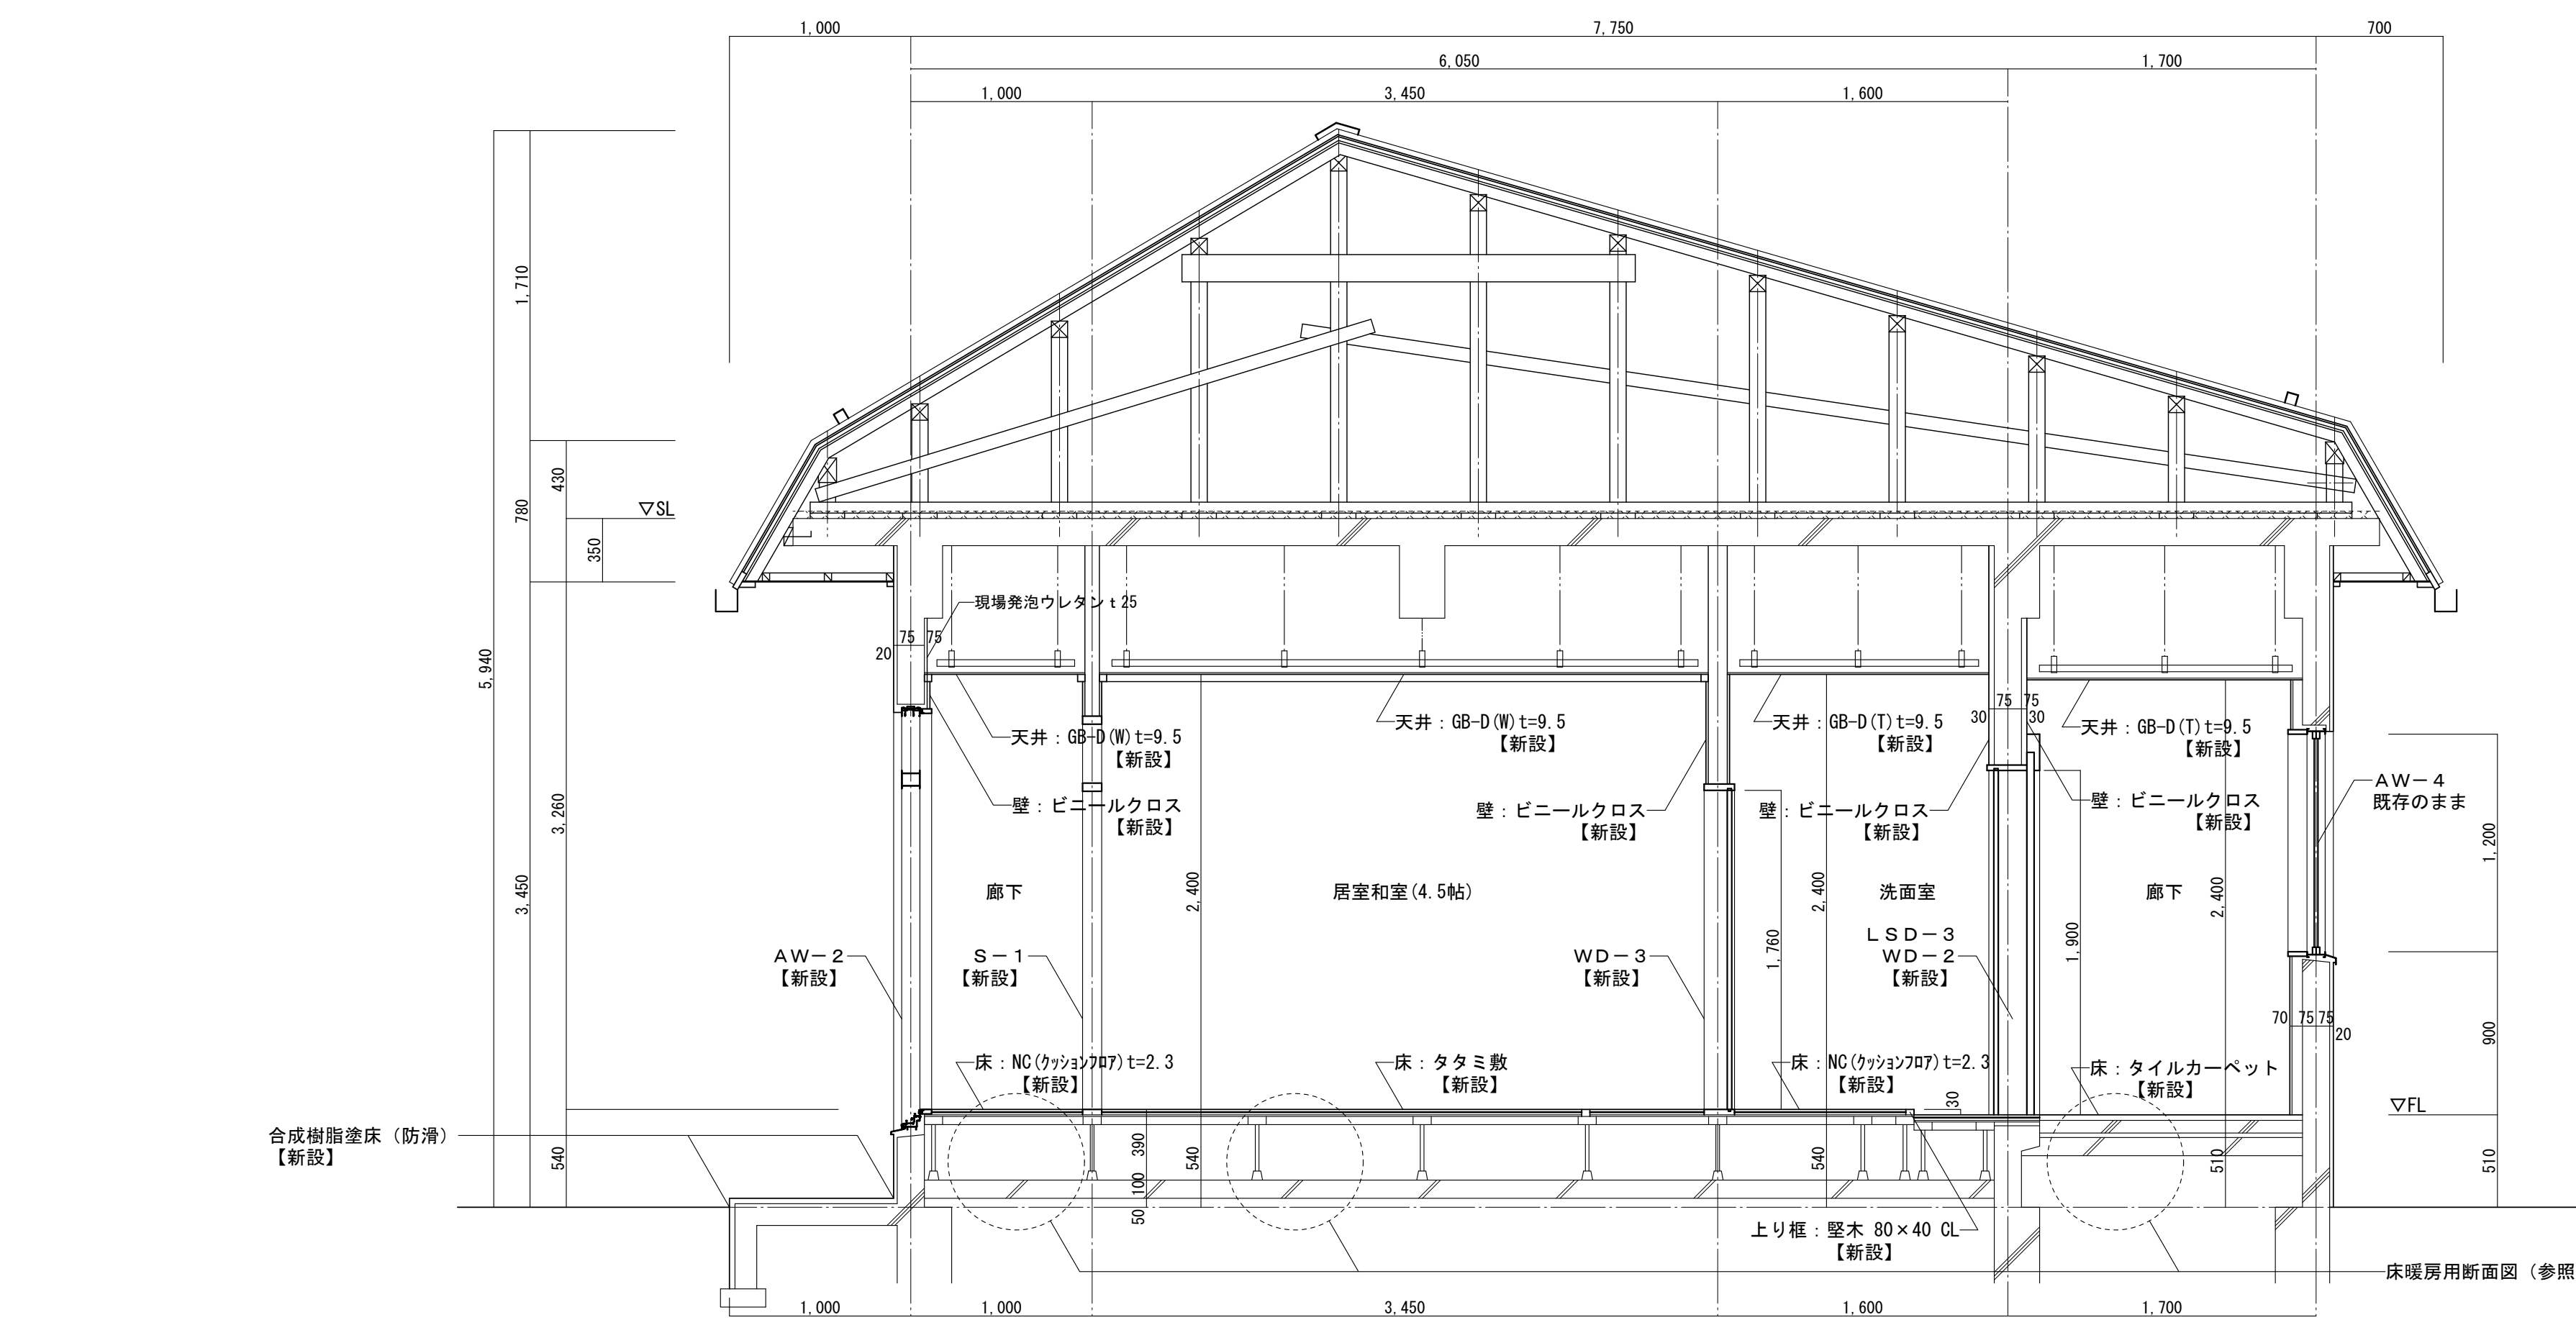 1,000
7,750
700
6,050
1,700
1,000
3,450
1,600
1,710
430
780
▽SL
350
現場発泡ウレタンｔ25
75
75
20
5,940
天井：GB-D(W)t=9.5
【新設】
天井：GB-D(W)t=9.5
【新設】
天井：GB-D(T)t=9.5
【新設】
75
75
30
30
天井：GB-D(T)t=9.5
【新設】
壁：ビニールクロス
【新設】
壁：ビニールクロス
【新設】
壁：ビニールクロス
【新設】
壁：ビニールクロス
【新設】
ＡＷ－４
既存のまま
3,260
3,450
1,200
廊下
2,400
居室和室(4.5帖)
2,400
洗面室
廊下
2,400
1,760
1,900
ＡＷ－２
【新設】
Ｓ－１
【新設】
ＷＤ－３
【新設】
ＬＳＤ－３
ＷＤ－２
【新設】
70
75
75
20
900
床：NC(ｸｯｼｮﾝﾌﾛｱ)t=2.3
【新設】
床：タタミ敷
【新設】
床：NC(ｸｯｼｮﾝﾌﾛｱ)t=2.3
【新設】
床：タイルカーペット
【新設】
30
▽FL
合成樹脂塗床（防滑）
【新設】
540
390
100
50
540
540
510
510
上り框：堅木 80×40 CL
【新設】
床暖房用断面図（参照
1,000
1,000
3,450
1,600
1,700